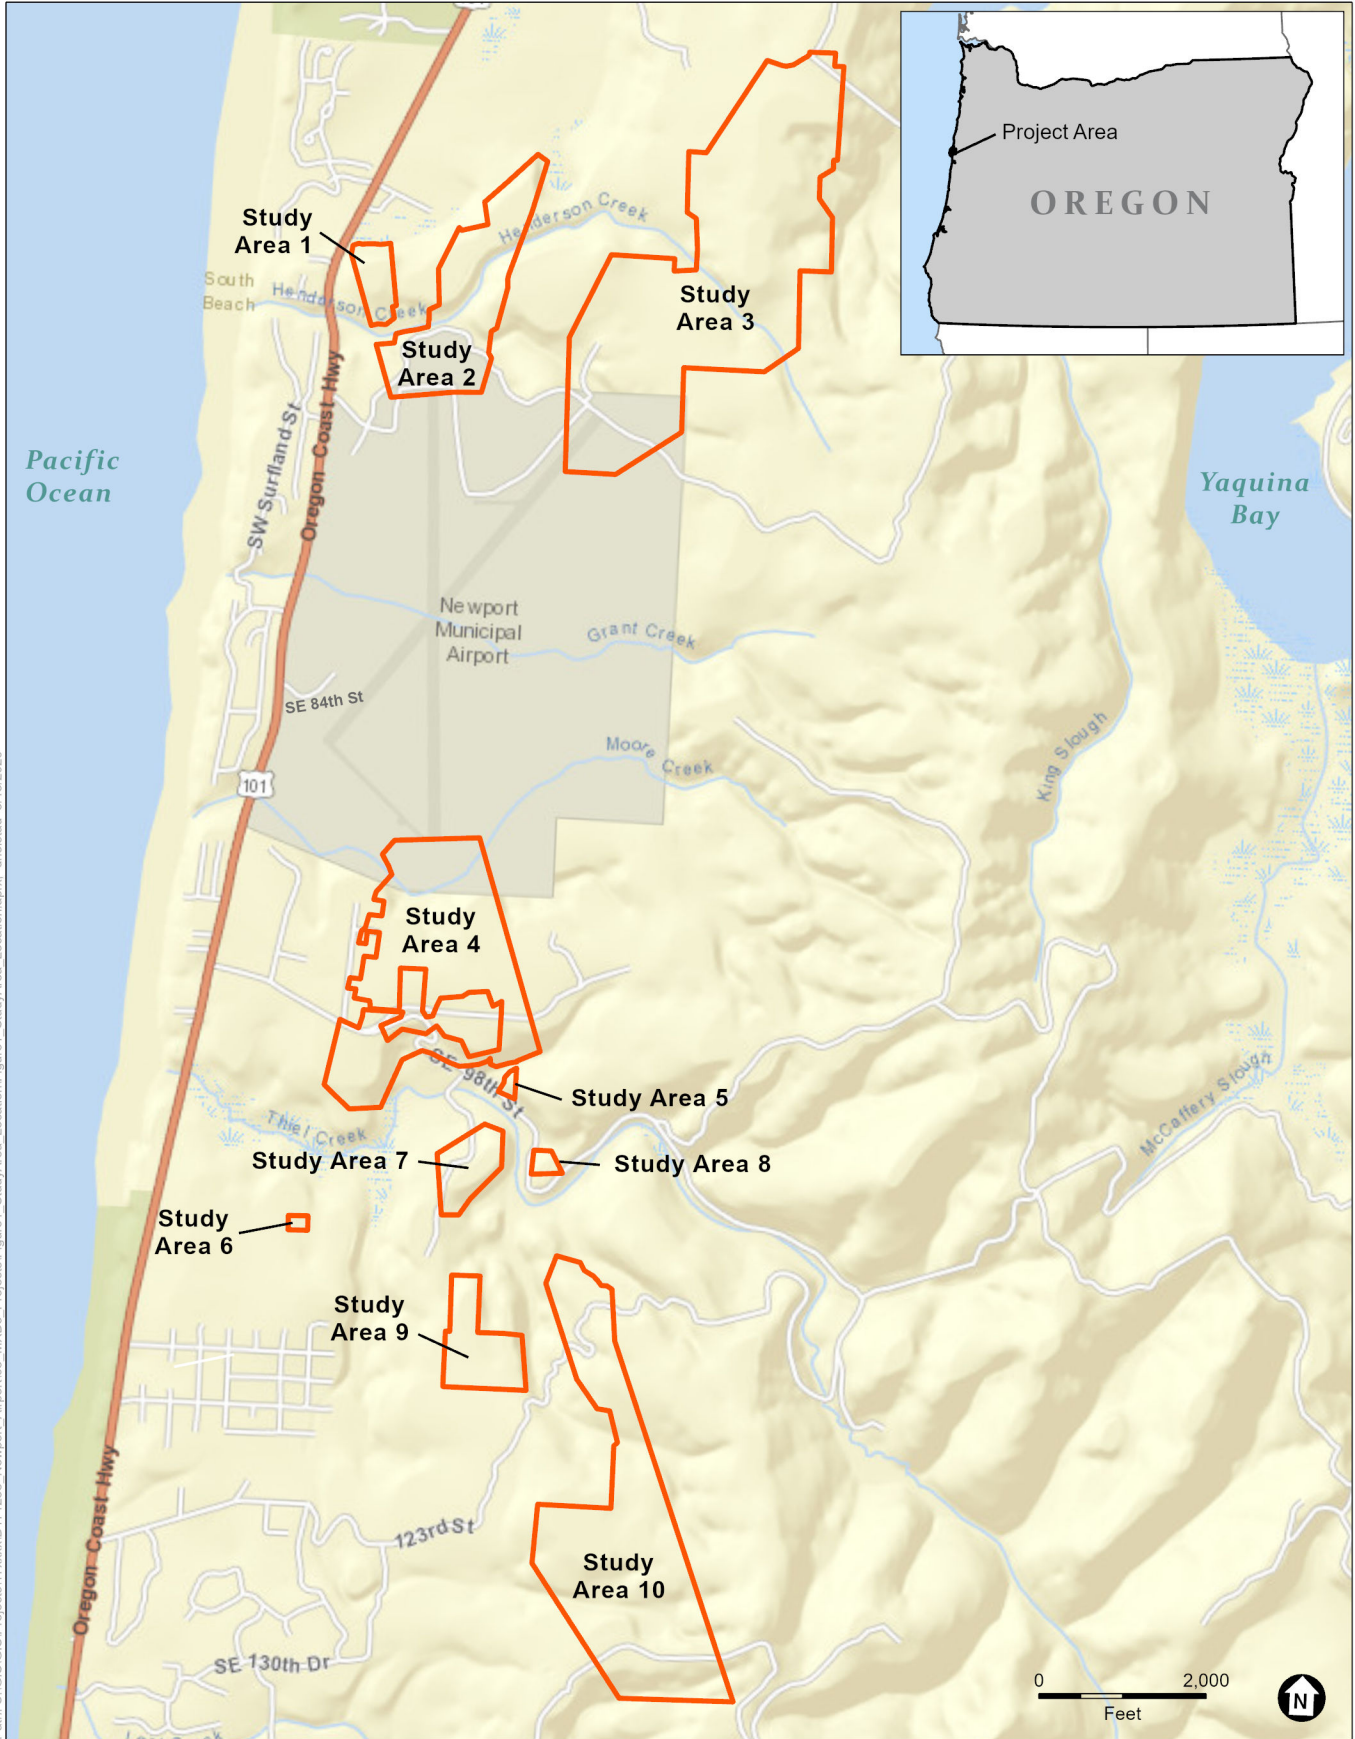 Project Area
OREGON
Study
Area 1
South
Beach
Henderson Creek
Henderson Creek
Study
Area 2
Study
Area 3
Oregon Coast Hwy
SW Surfland St
Pacific
Ocean
Yaquina
Bay
Newport
Municipal
Airport
Grant Creek
SE 84th St
Moore Creek
King Slough
101
Study
Area 4
SE 98th St
Study Area 5
McCaffery Slough
Thiel Creek
Study Area 7
Study Area 8
Study
Area 6
Study
Area 9
Oregon Coast Hwy
123rd St
Study
Area 10
SE 130th Dr
0 2,000
Feet
N